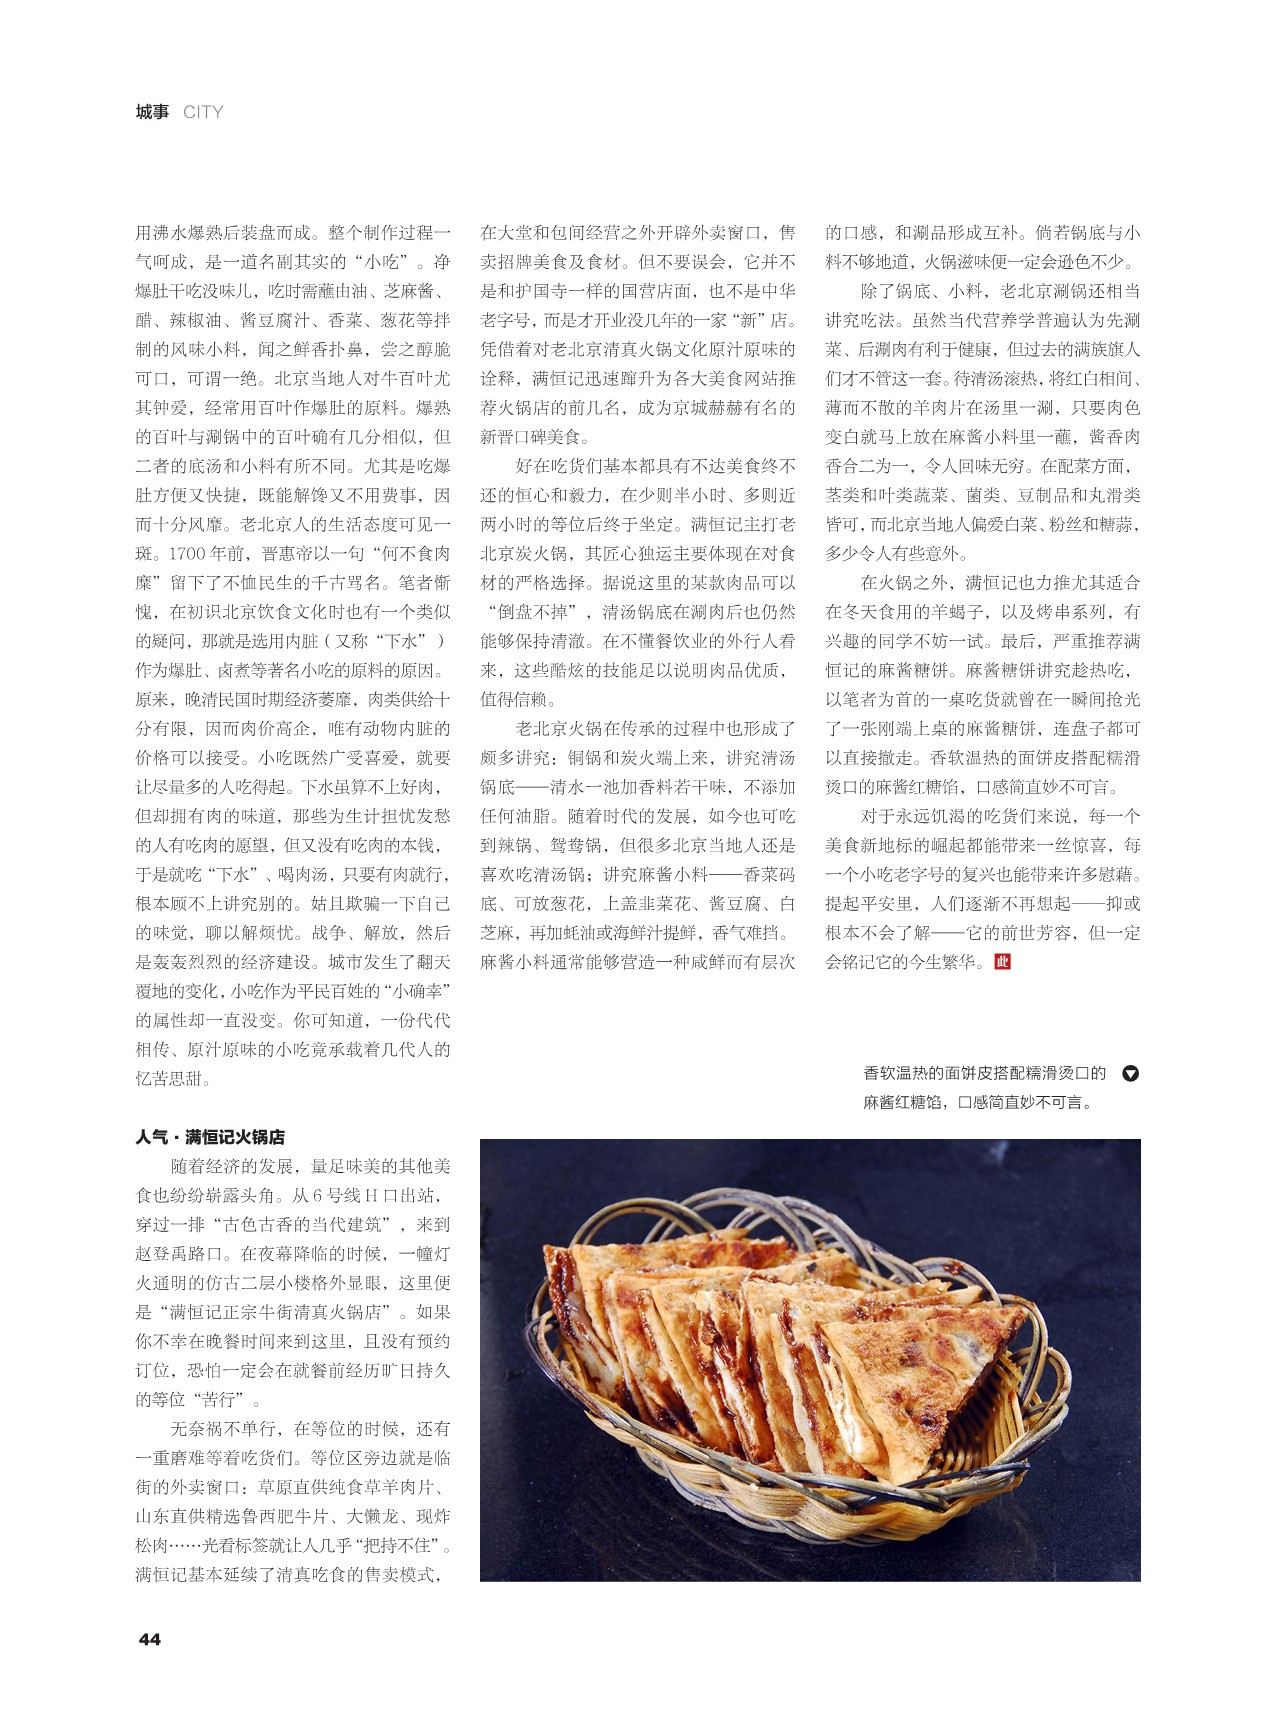 城事 CITY
用沸水爆熟后装盘而成。整个制作过程一
气呵成，是一道名副其实的“小吃”。净
爆肚干吃没味儿，吃时需蘸由油、芝麻酱、
醋、辣椒油、酱豆腐汁、香菜、葱花等拌
制的风味小料，闻之鲜香扑鼻，尝之醇脆
可口，可谓一绝。北京当地人对牛百叶尤
其钟爱，经常用百叶作爆肚的原料。爆熟
的百叶与涮锅中的百叶确有几分相似，但
二者的底汤和小料有所不同。尤其是吃爆
肚方便又快捷，既能解馋又不用费事，因
而十分风靡。老北京人的生活态度可见一
斑。1700 年前，晋惠帝以一句“何不食肉
糜”留下了不恤民生的千古骂名。笔者惭
愧，在初识北京饮食文化时也有一个类似
的疑问，那就是选用内脏（又称“下水”）
作为爆肚、卤煮等著名小吃的原料的原因。
原来，晚清民国时期经济萎靡，肉类供给十
分有限，因而肉价高企，唯有动物内脏的
价格可以接受。小吃既然广受喜爱，就要
让尽量多的人吃得起。下水虽算不上好肉，
但却拥有肉的味道，那些为生计担忧发愁
的人有吃肉的愿望，但又没有吃肉的本钱，
于是就吃“下水”、喝肉汤，只要有肉就行，
根本顾不上讲究别的。姑且欺骗一下自己
的味觉，聊以解烦忧。战争、解放，然后
是轰轰烈烈的经济建设。城市发生了翻天
覆地的变化，小吃作为平民百姓的“小确幸”
的属性却一直没变。你可知道，一份代代
相传、原汁原味的小吃竟承载着几代人的
忆苦思甜。
人气·满恒记火锅店
随着经济的发展，量足味美的其他美
食也纷纷崭露头角。从 6 号线 H 口出站，
穿过一排“古色古香的当代建筑”，来到
赵登禹路口。在夜幕降临的时候，一幢灯
火通明的仿古二层小楼格外显眼，这里便
是“满恒记正宗牛街清真火锅店”。如果
你不幸在晚餐时间来到这里，且没有预约
订位，恐怕一定会在就餐前经历旷日持久
的等位“苦行”。
无奈祸不单行，在等位的时候，还有
一重磨难等着吃货们。等位区旁边就是临
街的外卖窗口：草原直供纯食草羊肉片、
山东直供精选鲁西肥牛片、大懒龙、现炸
松肉……光看标签就让人几乎“把持不住”。
满恒记基本延续了清真吃食的售卖模式，
在大堂和包间经营之外开辟外卖窗口，售
卖招牌美食及食材。但不要误会，它并不
是和护国寺一样的国营店面，也不是中华
老字号，而是才开业没几年的一家“新”店。
凭借着对老北京清真火锅文化原汁原味的
诠释，满恒记迅速蹿升为各大美食网站推
荐火锅店的前几名，成为京城赫赫有名的
新晋口碑美食。
好在吃货们基本都具有不达美食终不
还的恒心和毅力，在少则半小时、多则近
两小时的等位后终于坐定。满恒记主打老
北京炭火锅，其匠心独运主要体现在对食
材的严格选择。据说这里的某款肉品可以
“倒盘不掉”，清汤锅底在涮肉后也仍然
能够保持清澈。在不懂餐饮业的外行人看
来，这些酷炫的技能足以说明肉品优质，
值得信赖。
老北京火锅在传承的过程中也形成了
颇多讲究：铜锅和炭火端上来，讲究清汤
锅底——清水一池加香料若干味，不添加
任何油脂。随着时代的发展，如今也可吃
到辣锅、鸳鸯锅，但很多北京当地人还是
喜欢吃清汤锅；讲究麻酱小料——香菜码
底、可放葱花，上盖韭菜花、酱豆腐、白
芝麻，再加蚝油或海鲜汁提鲜，香气难挡。
麻酱小料通常能够营造一种咸鲜而有层次
的口感，和涮品形成互补。倘若锅底与小
料不够地道，火锅滋味便一定会逊色不少。
除了锅底、小料，老北京涮锅还相当
讲究吃法。虽然当代营养学普遍认为先涮
菜、后涮肉有利于健康，但过去的满族旗人
们才不管这一套。待清汤滚热，将红白相间、
薄而不散的羊肉片在汤里一涮，只要肉色
变白就马上放在麻酱小料里一蘸，酱香肉
香合二为一，令人回味无穷。在配菜方面，
茎类和叶类蔬菜、菌类、豆制品和丸滑类
皆可，而北京当地人偏爱白菜、粉丝和糖蒜，
多少令人有些意外。
在火锅之外，满恒记也力推尤其适合
在冬天食用的羊蝎子，以及烤串系列，有
兴趣的同学不妨一试。最后，严重推荐满
恒记的麻酱糖饼。麻酱糖饼讲究趁热吃，
以笔者为首的一桌吃货就曾在一瞬间抢光
了一张刚端上桌的麻酱糖饼，连盘子都可
以直接撤走。香软温热的面饼皮搭配糯滑
烫口的麻酱红糖馅，口感简直妙不可言。
对于永远饥渴的吃货们来说，每一个
美食新地标的崛起都能带来一丝惊喜，每
一个小吃老字号的复兴也能带来许多慰藉。
提起平安里，人们逐渐不再想起——抑或
根本不会了解——它的前世芳容，但一定
会铭记它的今生繁华。此
香软温热的面饼皮搭配糯滑烫口的
麻酱红糖馅，口感简直妙不可言。
44